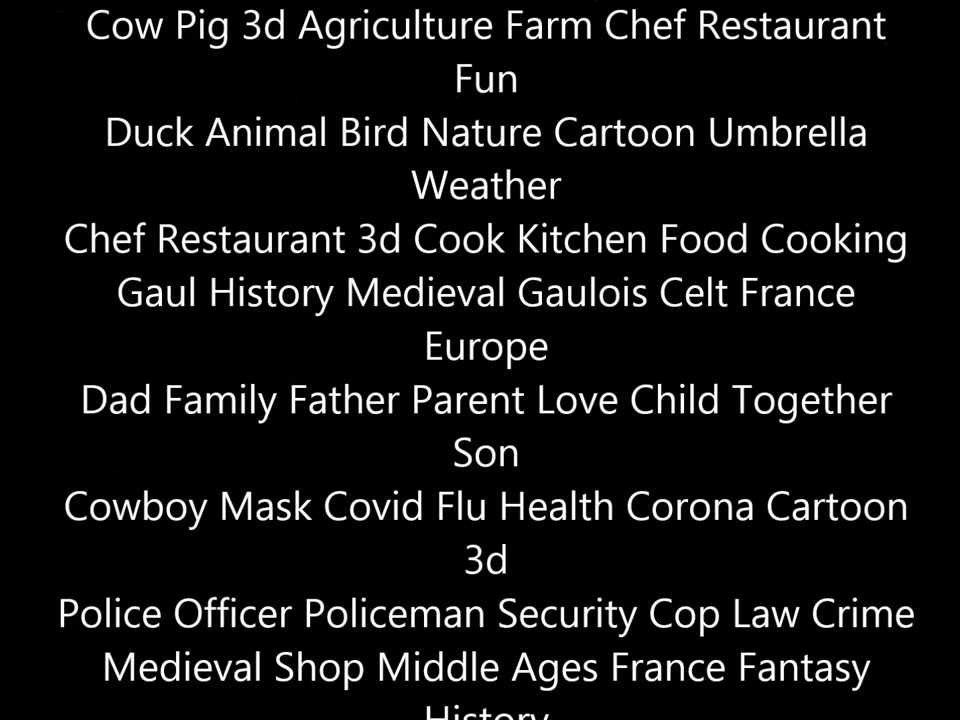 Cow Pig 3d Agriculture Farm Chef Restaurant
Fun
Duck Animal Bird Nature Cartoon Umbrella
Weather
Chef Restaurant 3d Cook Kitchen Food Cooking
Gaul History Medieval Gaulois Celt France
Europe
Dad Family Father Parent Love Child Together
Son
Cowboy Mask Covid Flu Health Corona Cartoon
3d
Police Officer Policeman Security Cop Law Crime
Medieval Shop Middle Ages France Fantasy
History